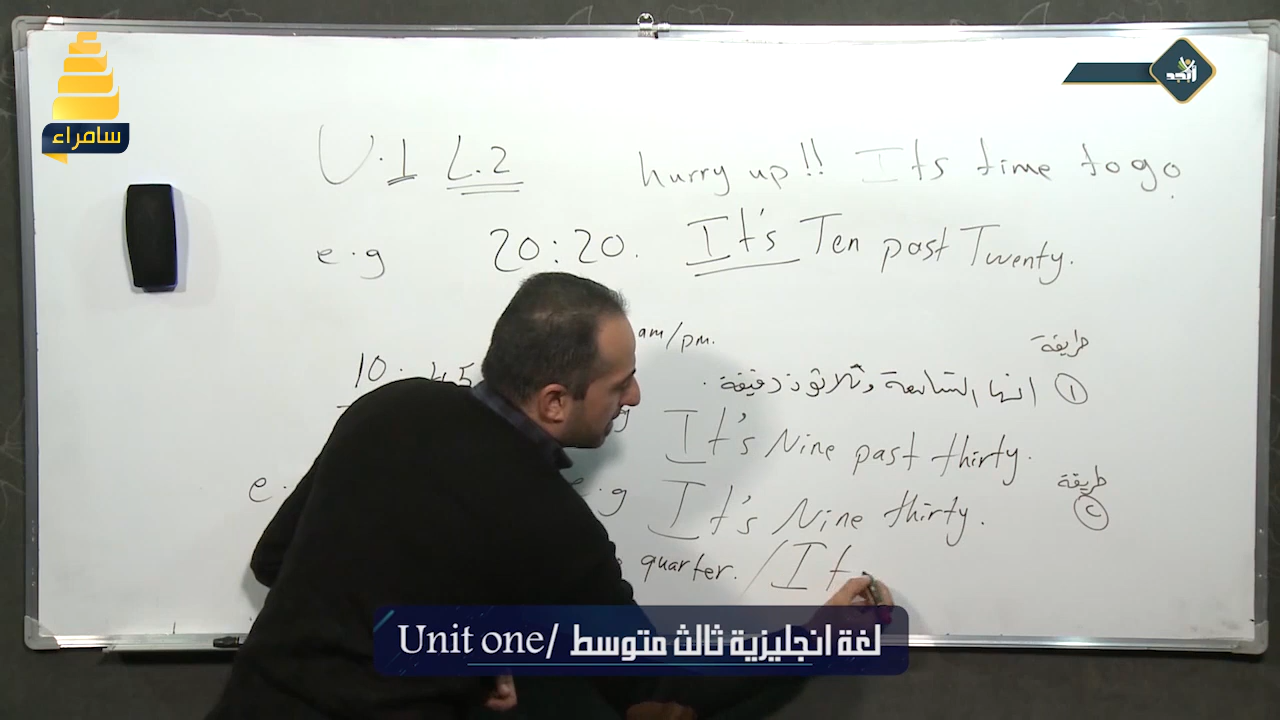 سامراء
أبجد
U.1 L.2 hurry up!! Its time to go
e.g 20:20. It's Ten past Twenty.
am/pm.
10:45
طريقة
① انها التاسعة وثلاثون دقيقة.
g It's Nine past thirty.
طريقة
②
e. e.g It's Nine thirty.
quarter. / It
Unit one/ لغة انجليزية ثالث متوسط